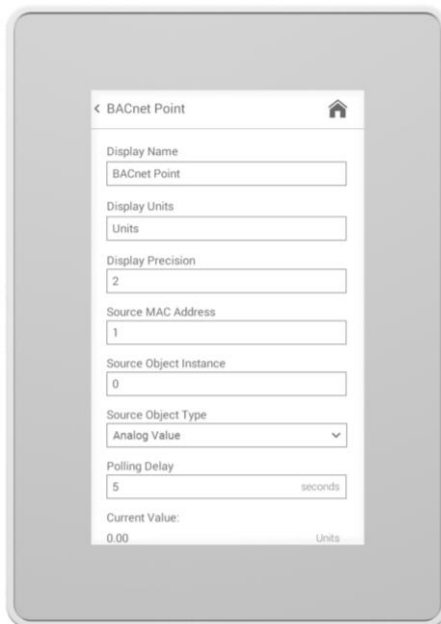 BACnet Point
Display Name
BACnet Point
Display Units
Units
Display Precision
2
Source MAC Address
1
Source Object Instance
0
Source Object Type
Analog Value
Polling Delay
5 seconds
Current Value:
0.00 Units